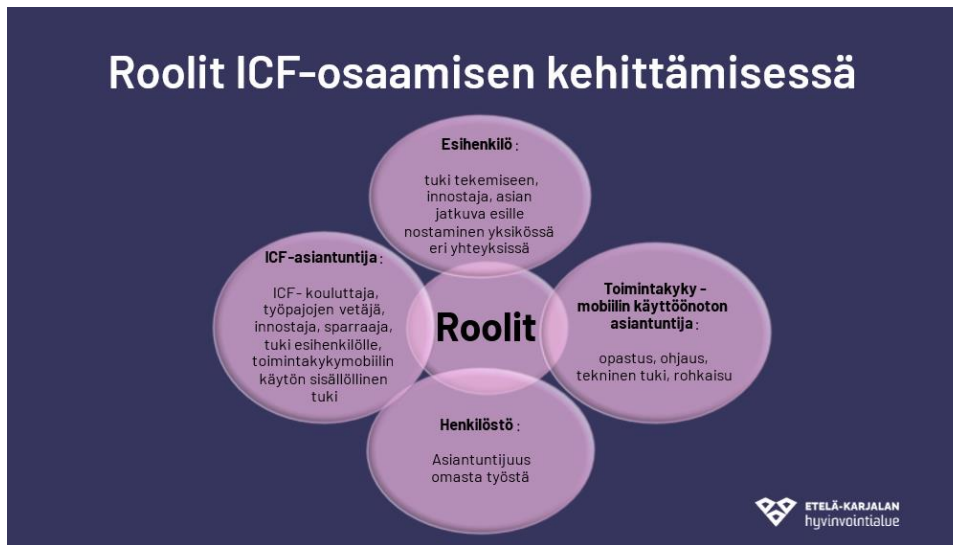 Roolit ICF-osaamisen kehittämisessä
Esihenkilö:
tuki tekemiseen,
innostaja, asian
jatkuva esille
nostaminen yksikössä
eri yhteyksissä
ICF-asiantuntija:
ICF- kouluttaja,
työpajojen vetäjä,
innostaja, sparraaja,
tuki esihenkilölle,
toimintakykymobiilin
käytön sisällöllinen
tuki
Roolit
Toimintakyky -
mobiilin käyttöönoton
asiantuntija:
opastus, ohjaus,
tekninen tuki, rohkaisu
Henkilöstö:
Asiantuntijuus
omasta työstä
ETELÄ-KARJALAN
hyvinvointialue